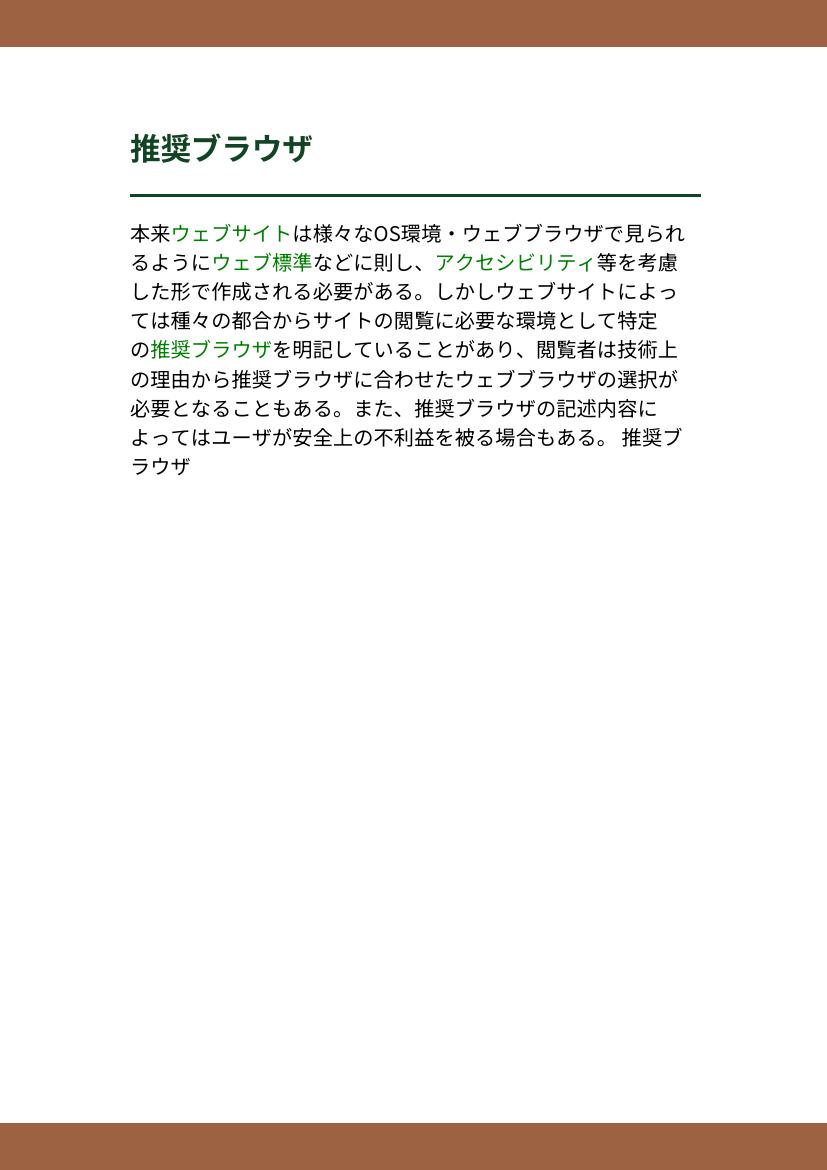 推奨ブラウザ
本来ウェブサイトは様々なOS環境・ウェブブラウザで見られ
るようにウェブ標準などに則し、アクセシビリティ等を考慮
した形で作成される必要がある。しかしウェブサイトによっ
ては種々の都合からサイトの閲覧に必要な環境として特定
の推奨ブラウザを明記していることがあり、閲覧者は技術上
の理由から推奨ブラウザに合わせたウェブブラウザの選択が
必要となることもある。また、推奨ブラウザの記述内容に
よってはユーザが安全上の不利益を被る場合もある。 推奨ブ
ラウザ